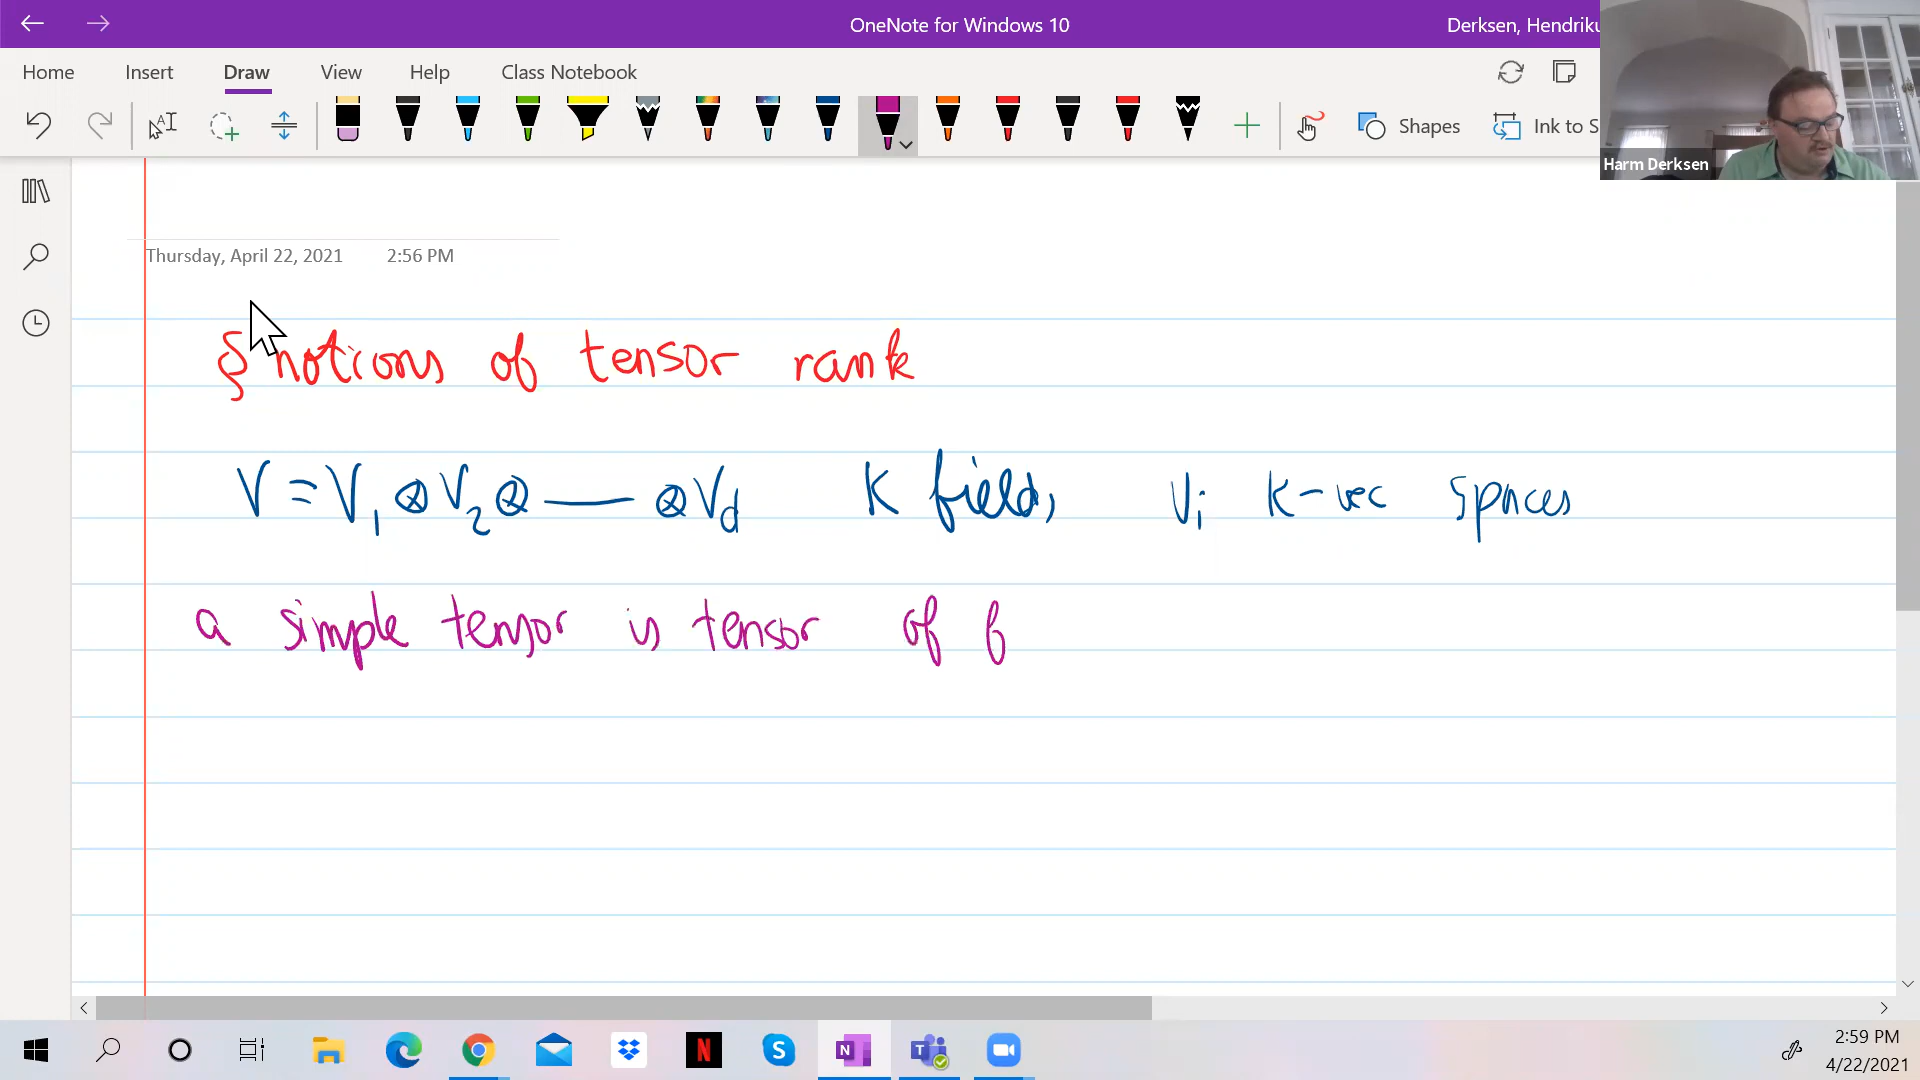 OneNote for Windows 10
Derksen, Hendriku
Home Insert Draw View Help Class Notebook
Shapes Ink to S
Harm Derksen
Thursday, April 22, 2021 2:56 PM
§ notions of tensor rank
V = V₁ ⊗ V₂ ⊗ — ⊗ V_d K field, Vᵢ K-vec spaces
a simple tensor is tensor of f
2:59 PM
4/22/2021